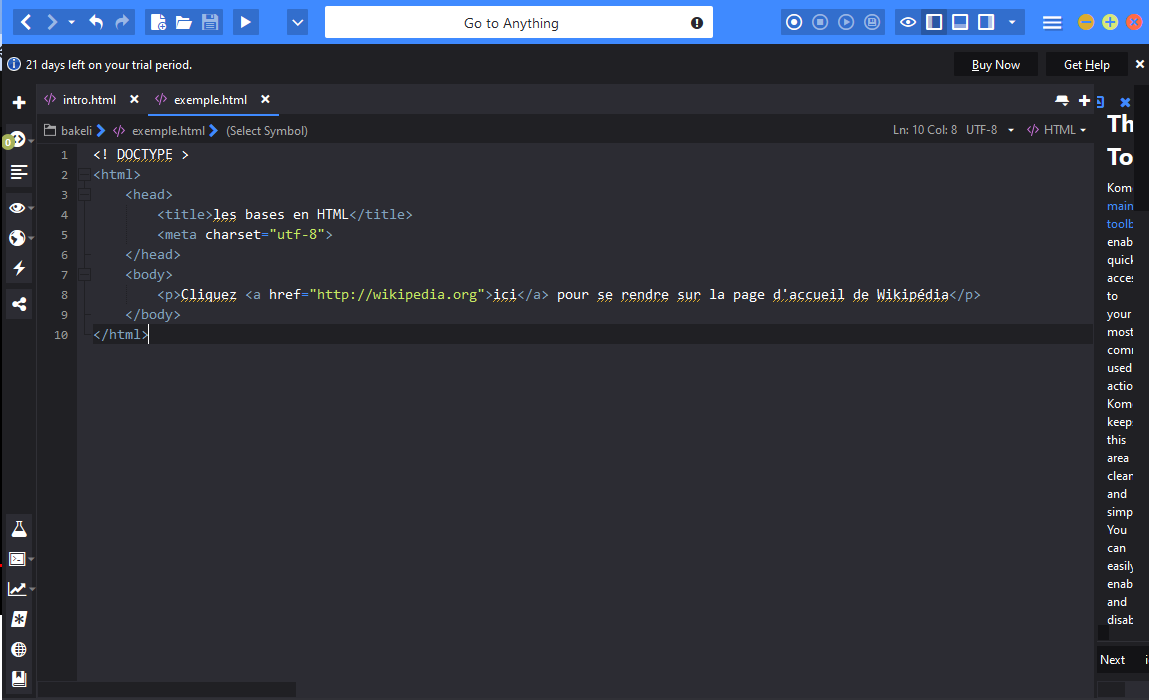 Go to Anything
21 days left on your trial period.
Buy Now
Get Help
intro.html
exemple.html
bakeli
exemple.html
(Select Symbol)
Ln: 10 Col: 8
UTF-8
HTML
0
1 <! DOCTYPE >
2 <html>
3 <head>
4 <title>les bases en HTML</title>
5 <meta charset="utf-8">
6 </head>
7 <body>
8 <p>Cliquez <a href="http://wikipedia.org">ici</a> pour se rendre sur la page d'accueil de Wikipédia</p>
9 </body>
10 </html>
Th
To
Kom
main
toolb
enab
quick
acces
to
your
most
comm
used
actio
Kom
keep
this
area
clear
and
simp
You
can
easily
enab
and
disab
Next